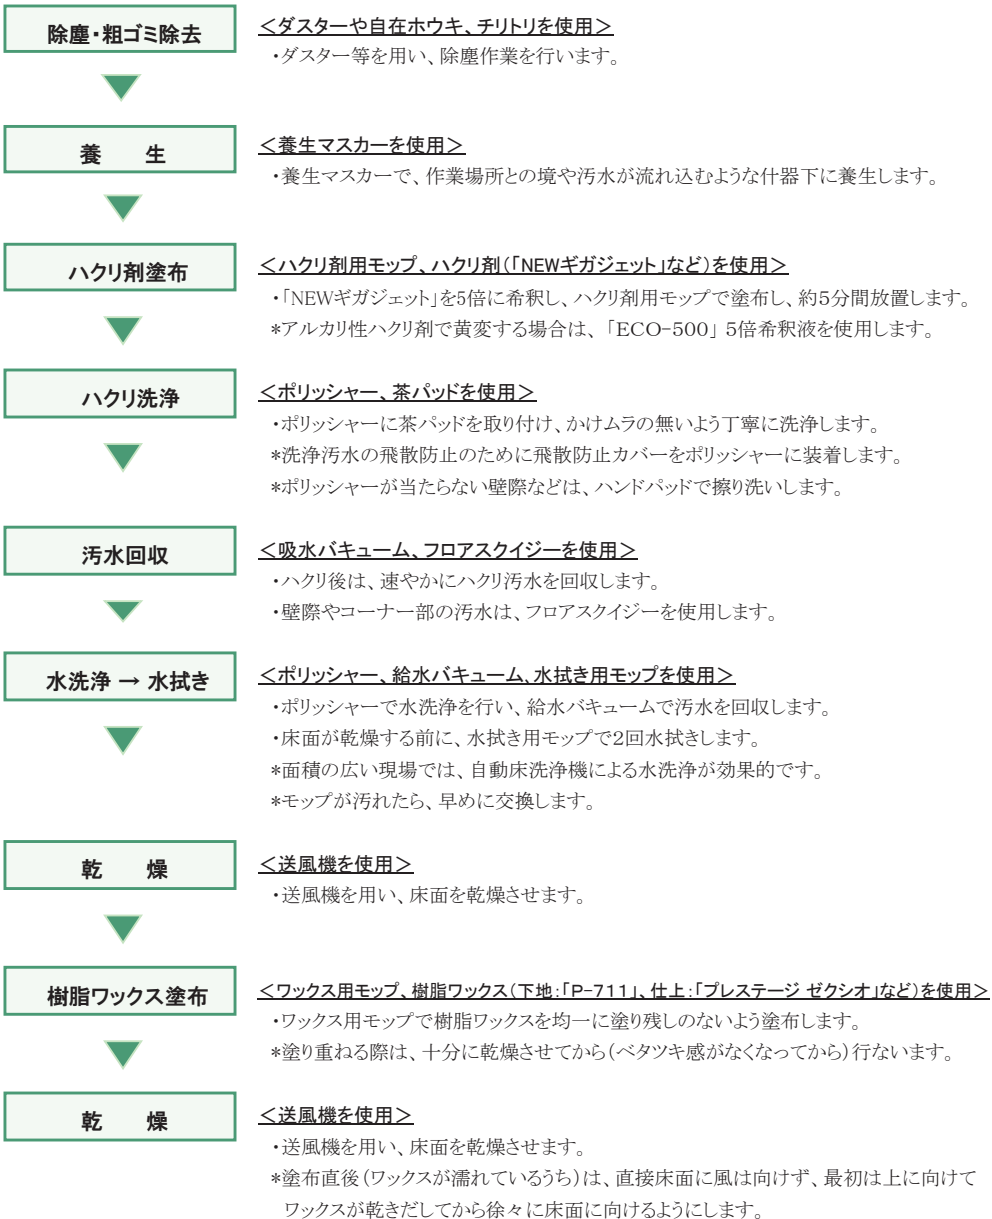 除塵・粗ゴミ除去
＜ダスターや自在ホウキ、チリトリを使用＞
・ダスター等を用い、除塵作業を行います。
養　生
＜養生マスカーを使用＞
・養生マスカーで、作業場所との境や汚水が流れ込むような什器下に養生します。
ハクリ剤塗布
＜ハクリ剤用モップ、ハクリ剤（「NEWギガジェット」など）を使用＞
・「NEWギガジェット」を5倍に希釈し、ハクリ剤用モップで塗布し、約５分間放置します。
*アルカリ性ハクリ剤で黄変する場合は、「ECO-500」５倍希釈液を使用します。
ハクリ洗浄
＜ポリッシャー、茶パッドを使用＞
・ポリッシャーに茶パッドを取り付け、かけムラの無いよう丁寧に洗浄します。
*洗浄汚水の飛散防止のために飛散防止カバーをポリッシャーに装着します。
*ポリッシャーが当たらない壁際などは、ハンドパッドで擦り洗いします。
汚水回収
＜吸水バキューム、フロアスクイジーを使用＞
・ハクリ後は、速やかにハクリ汚水を回収します。
・壁際やコーナー部の汚水は、フロアスクイジーを使用します。
水洗浄 → 水拭き
＜ポリッシャー、給水バキューム、水拭き用モップを使用＞
・ポリッシャーで水洗浄を行い、給水バキュームで汚水を回収します。
・床面が乾燥する前に、水拭き用モップで２回水拭きします。
*面積の広い現場では、自動床洗浄機による水洗浄が効果的です。
*モップが汚れたら、早めに交換します。
乾　燥
＜送風機を使用＞
・送風機を用い、床面を乾燥させます。
樹脂ワックス塗布
＜ワックス用モップ、樹脂ワックス（下地：「P-711」、仕上：「プレステージ ゼクシオ」など）を使用＞
・ワックス用モップで樹脂ワックスを均一に塗り残しのないよう塗布します。
*塗り重ねる際は、十分に乾燥させてから（ベタツキ感がなくなってから）行ないます。
乾　燥
＜送風機を使用＞
・送風機を用い、床面を乾燥させます。
*塗布直後（ワックスが濡れているうち）は、直接床面に風は向けず、最初は上に向けて
ワックスが乾きだしてから徐々に床面に向けるようにします。